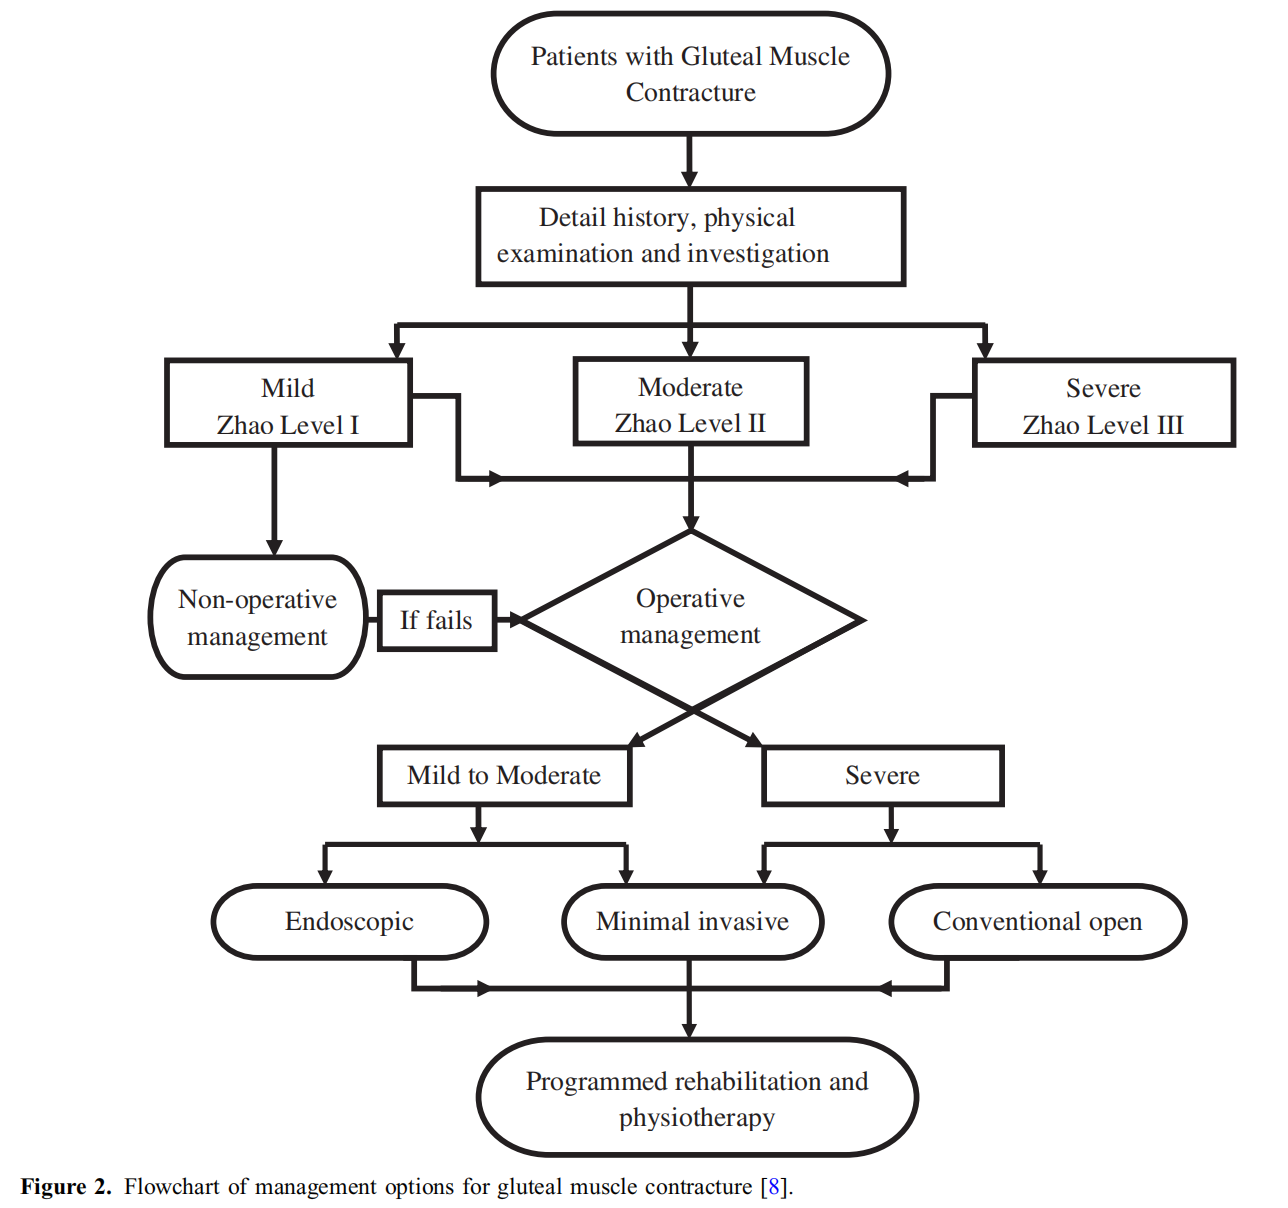 Patients with Gluteal Muscle
Contracture
Detail history, physical
examination and investigation
Mild
Zhao Level I
Moderate
Zhao Level II
Severe
Zhao Level III
Non-operative
management
If fails
Operative
management
Mild to Moderate
Severe
Endoscopic
Minimal invasive
Conventional open
Programmed rehabilitation and
physiotherapy
Figure 2. Flowchart of management options for gluteal muscle contracture [8].